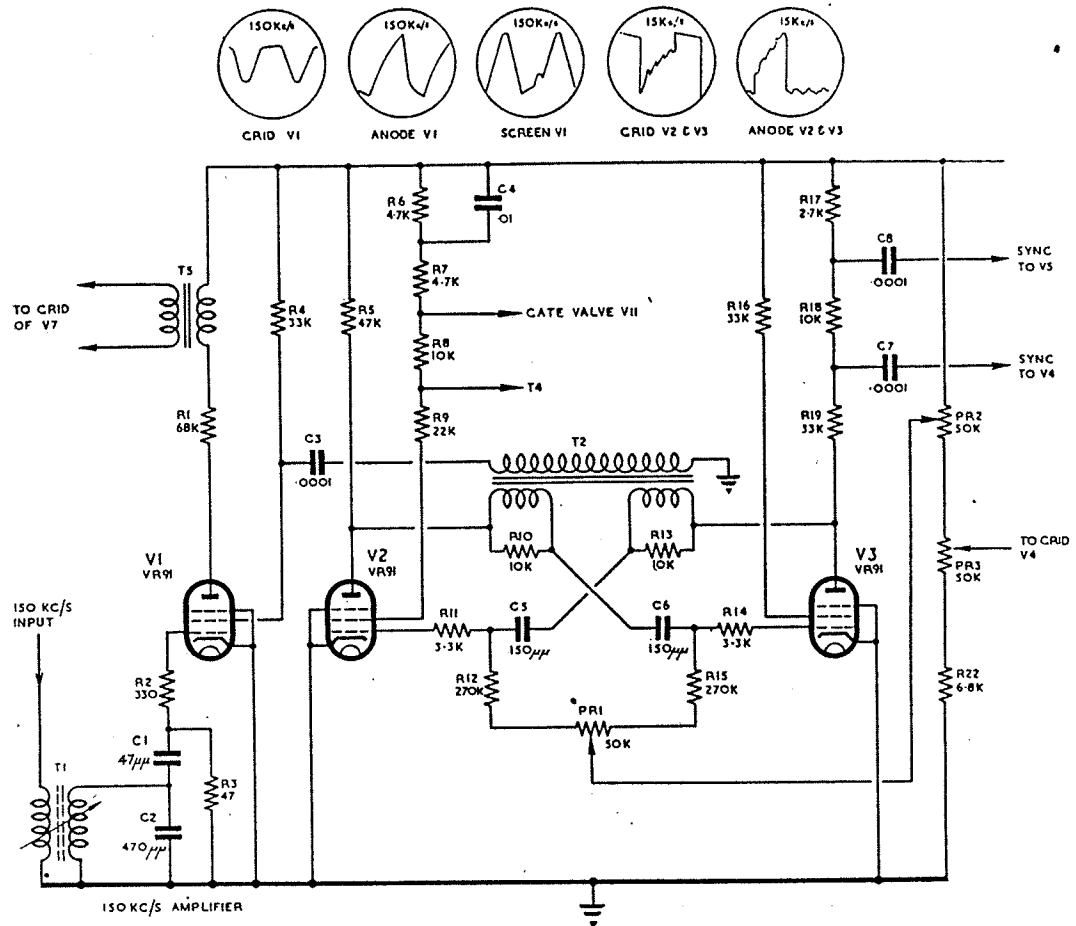 150Kc/s
150Kc/s
150Kc/s
15Kc/s
15Kc/s
GRID V1
ANODE V1
SCREEN V1
GRID V2 & V3
ANODE V2 & V3
R6
4.7K
C4
.01
R17
2.7K
C8
.0001
SYNC
TO V5
T5
R7
4.7K
TO GRID
OF V7
R4
33K
R5
47K
GATE VALVE V11
R16
33K
R18
10K
R8
10K
C7
.0001
SYNC
TO V4
T4
R1
68K
R9
22K
R19
33K
PR2
50K
C3
.0001
T2
R10
10K
R13
10K
V1
VR91
V2
VR91
V3
VR91
TO GRID
V4
PR3
50K
150 KC/S
INPUT
R11
3.3K
C5
150μμ
C6
150μμ
R14
3.3K
R2
330
R12
270K
R15
270K
R22
6.8K
PR1
50K
C1
47μμ
T1
R3
47
C2
470μμ
150KC/S AMPLIFIER